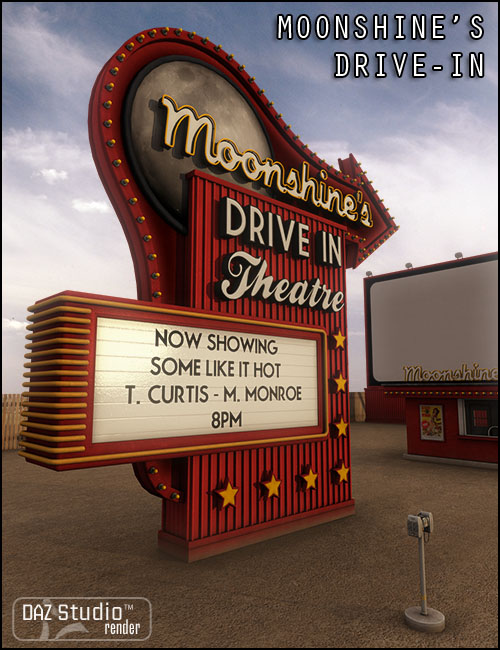 MOONSHINE'S
DRIVE-IN
Moonshine's
DRIVE IN
Theatre
NOW SHOWING
SOME LIKE IT HOT
T. CURTIS - M. MONROE
8PM
Moonshine
DAZ Studio™
render